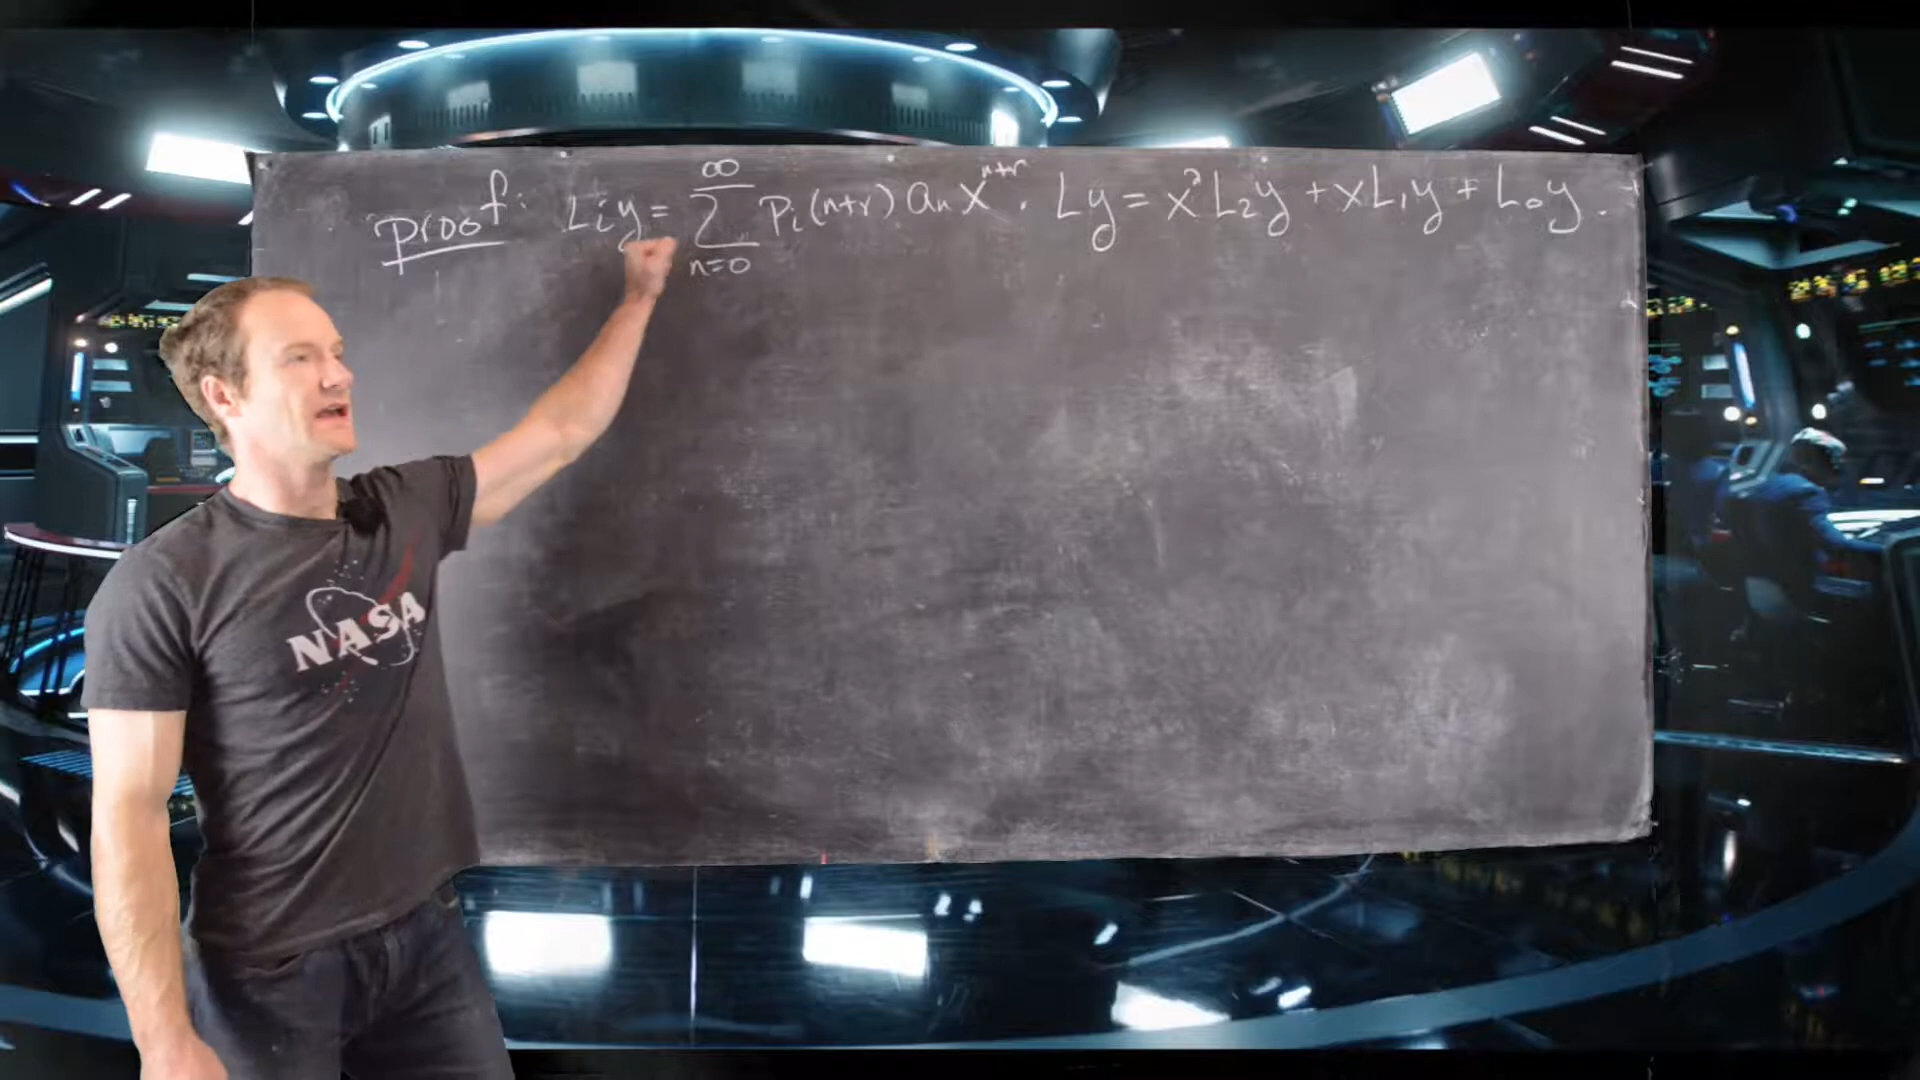 proof: Liy = ∞∑n=0 Pi(n+r) an x^n+r. Ly = x²L₂y + xL₁y + L₀y.
NASA